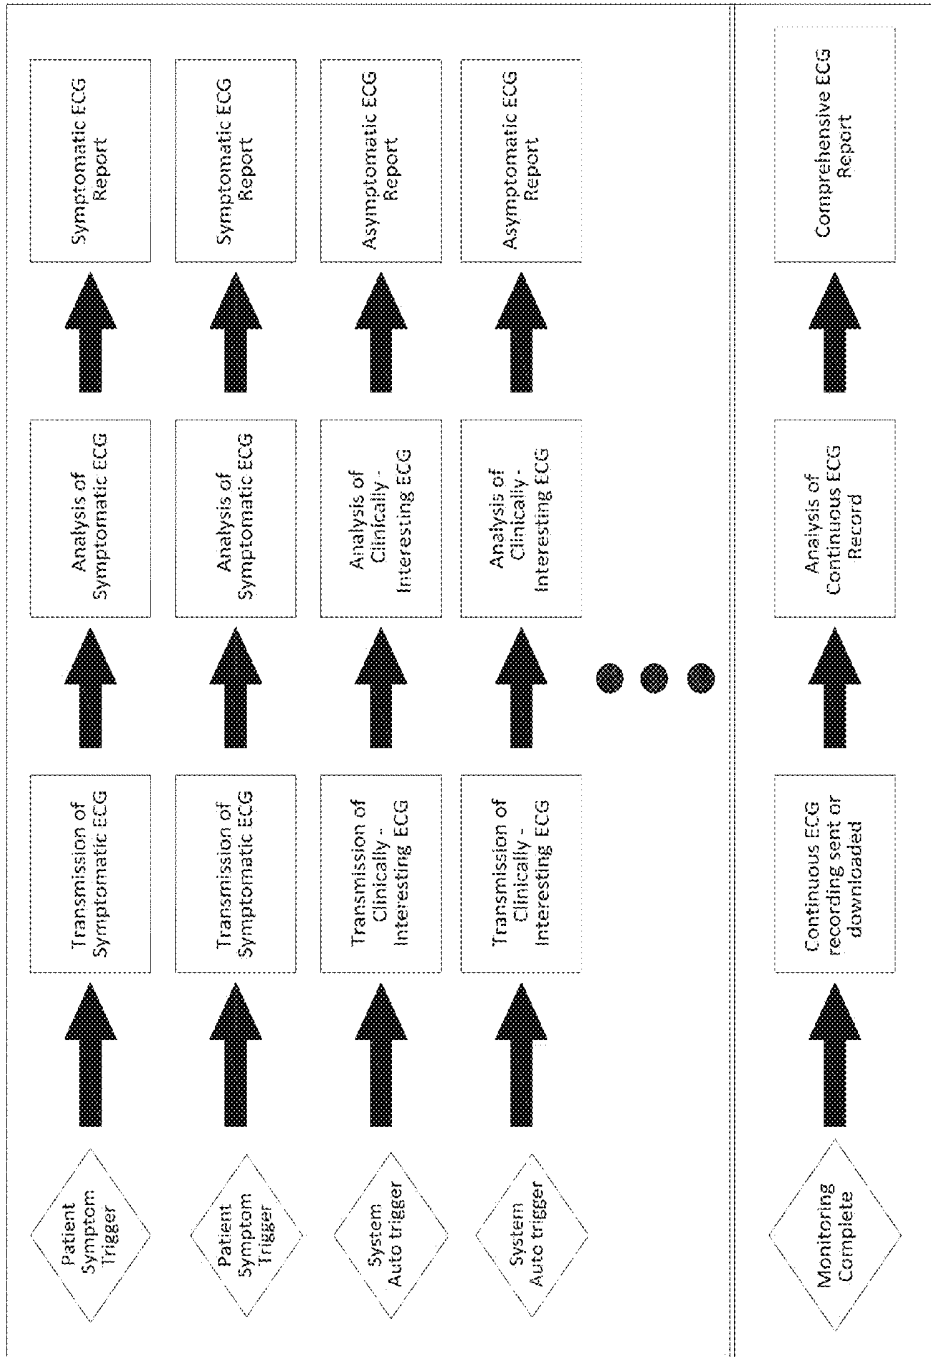 Patient
Symptom
Trigger
Transmission of
Symptomatic ECG
Analysis of
Symptomatic ECG
Symptomatic ECG
Report
Patient
Symptom
Trigger
Transmission of
Symptomatic ECG
Analysis of
Symptomatic ECG
Symptomatic ECG
Report
System
Auto trigger
Transmission of
Clinically -
Interesting ECG
Analysis of
Clinically -
Interesting ECG
Asymptomatic ECG
Report
System
Auto trigger
Transmission of
Clinically -
Interesting ECG
Analysis of
Clinically -
Interesting ECG
Asymptomatic ECG
Report
Monitoring
Complete
Continuous ECG
recording sent or
downloaded
Analysis of
Continuous ECG
Record
Comprehensive ECG
Report